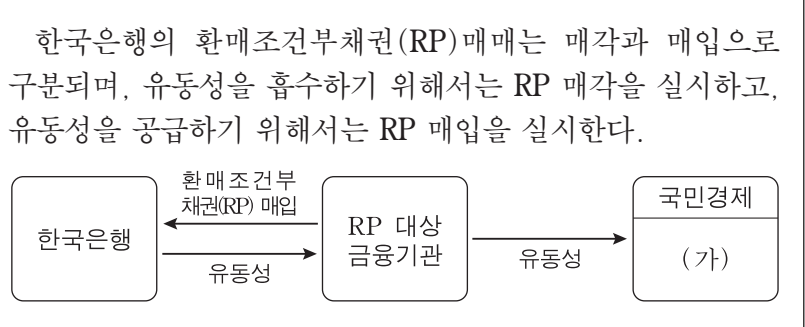 한국은행의 환매조건부채권(RP)매매는 매각과 매입으로
구분되며, 유동성을 흡수하기 위해서는 RP 매각을 실시하고,
유동성을 공급하기 위해서는 RP 매입을 실시한다.
한국은행
환매조건부
채권(RP) 매입
유동성
RP 대상
금융기관
유동성
국민경제
(가)